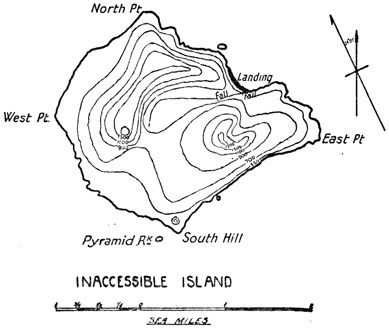 North Pt.
Landing
Fall
Fall
West Pt.
East Pt
Pyramid Rk
South Hill
INACCESSIBLE ISLAND
SEA MILES